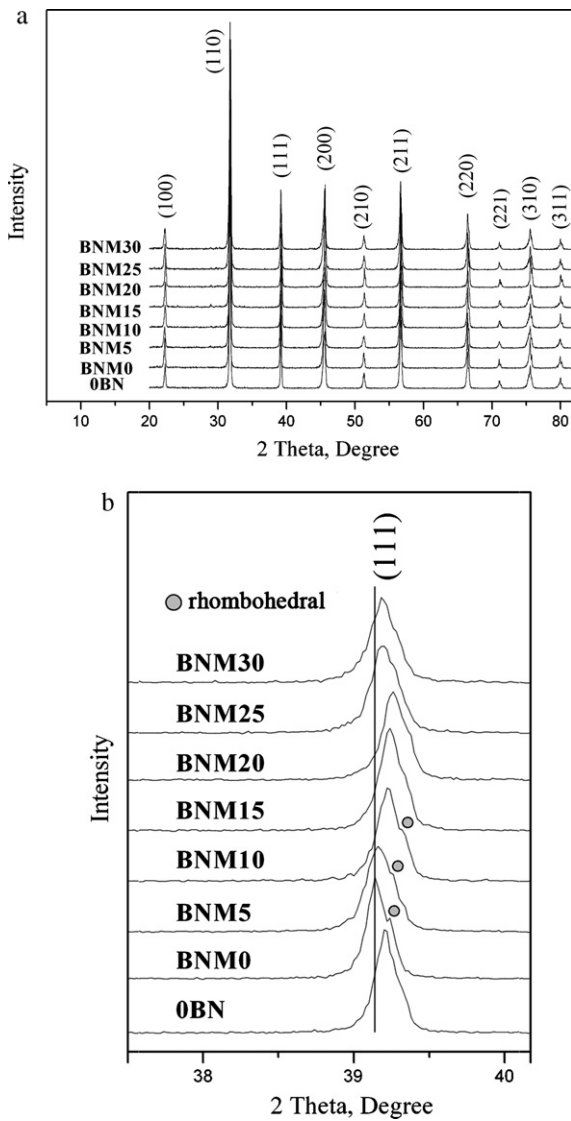 a
Intensity
(100)
(110)
(111)
(200)
(210)
(211)
(220)
(221)
(310)
(311)
BNM30
BNM25
BNM20
BNM15
BNM10
BNM5
BNM0
0BN
10 20 30 40 50 60 70 80
2 Theta, Degree
b
Intensity
(111)
rhombohedral
BNM30
BNM25
BNM20
BNM15
BNM10
BNM5
BNM0
0BN
38 39 40
2 Theta, Degree